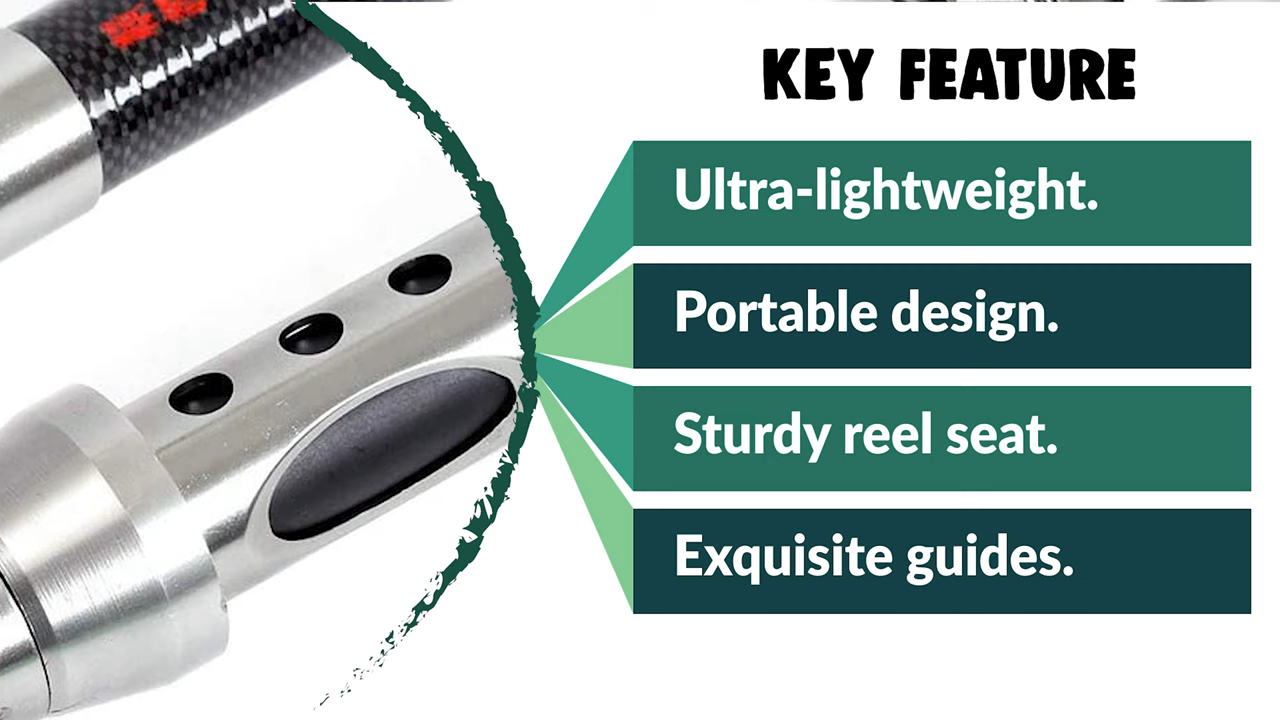 KEY FEATURE
Ultra-lightweight.
Portable design.
Sturdy reel seat.
Exquisite guides.